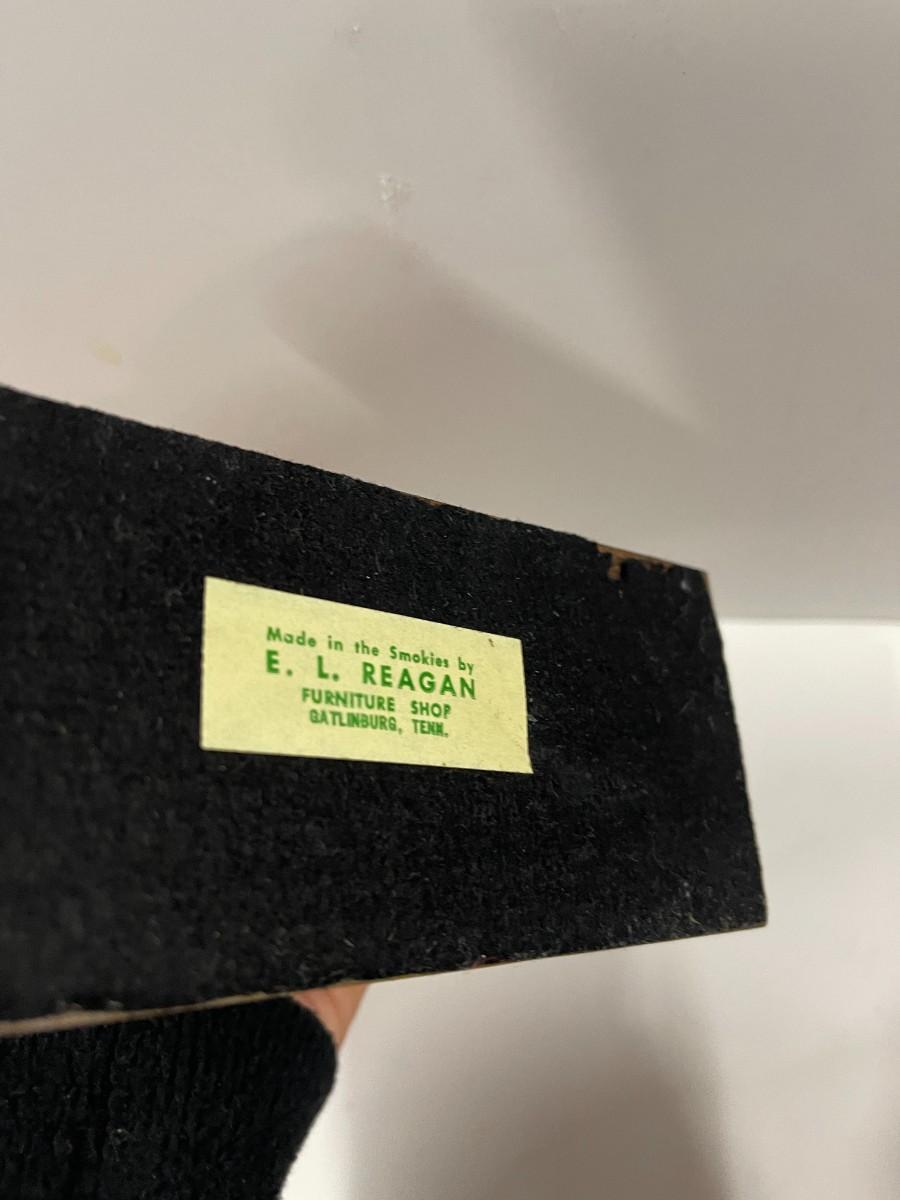 Made in the Smokies by
E. L. REAGAN
FURNITURE SHOP
GATLINBURG, TENN.